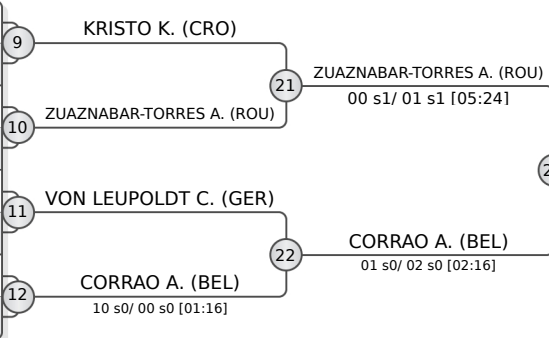 KRISTO K. (CRO)
9
ZUAZNABAR-TORRES A. (ROU)
21
00 s1/ 01 s1 [05:24]
ZUAZNABAR-TORRES A. (ROU)
10
VON LEUPOLDT C. (GER)
11
CORRAO A. (BEL)
22
01 s0/ 02 s0 [02:16]
CORRAO A. (BEL)
12
10 s0/ 00 s0 [01:16]